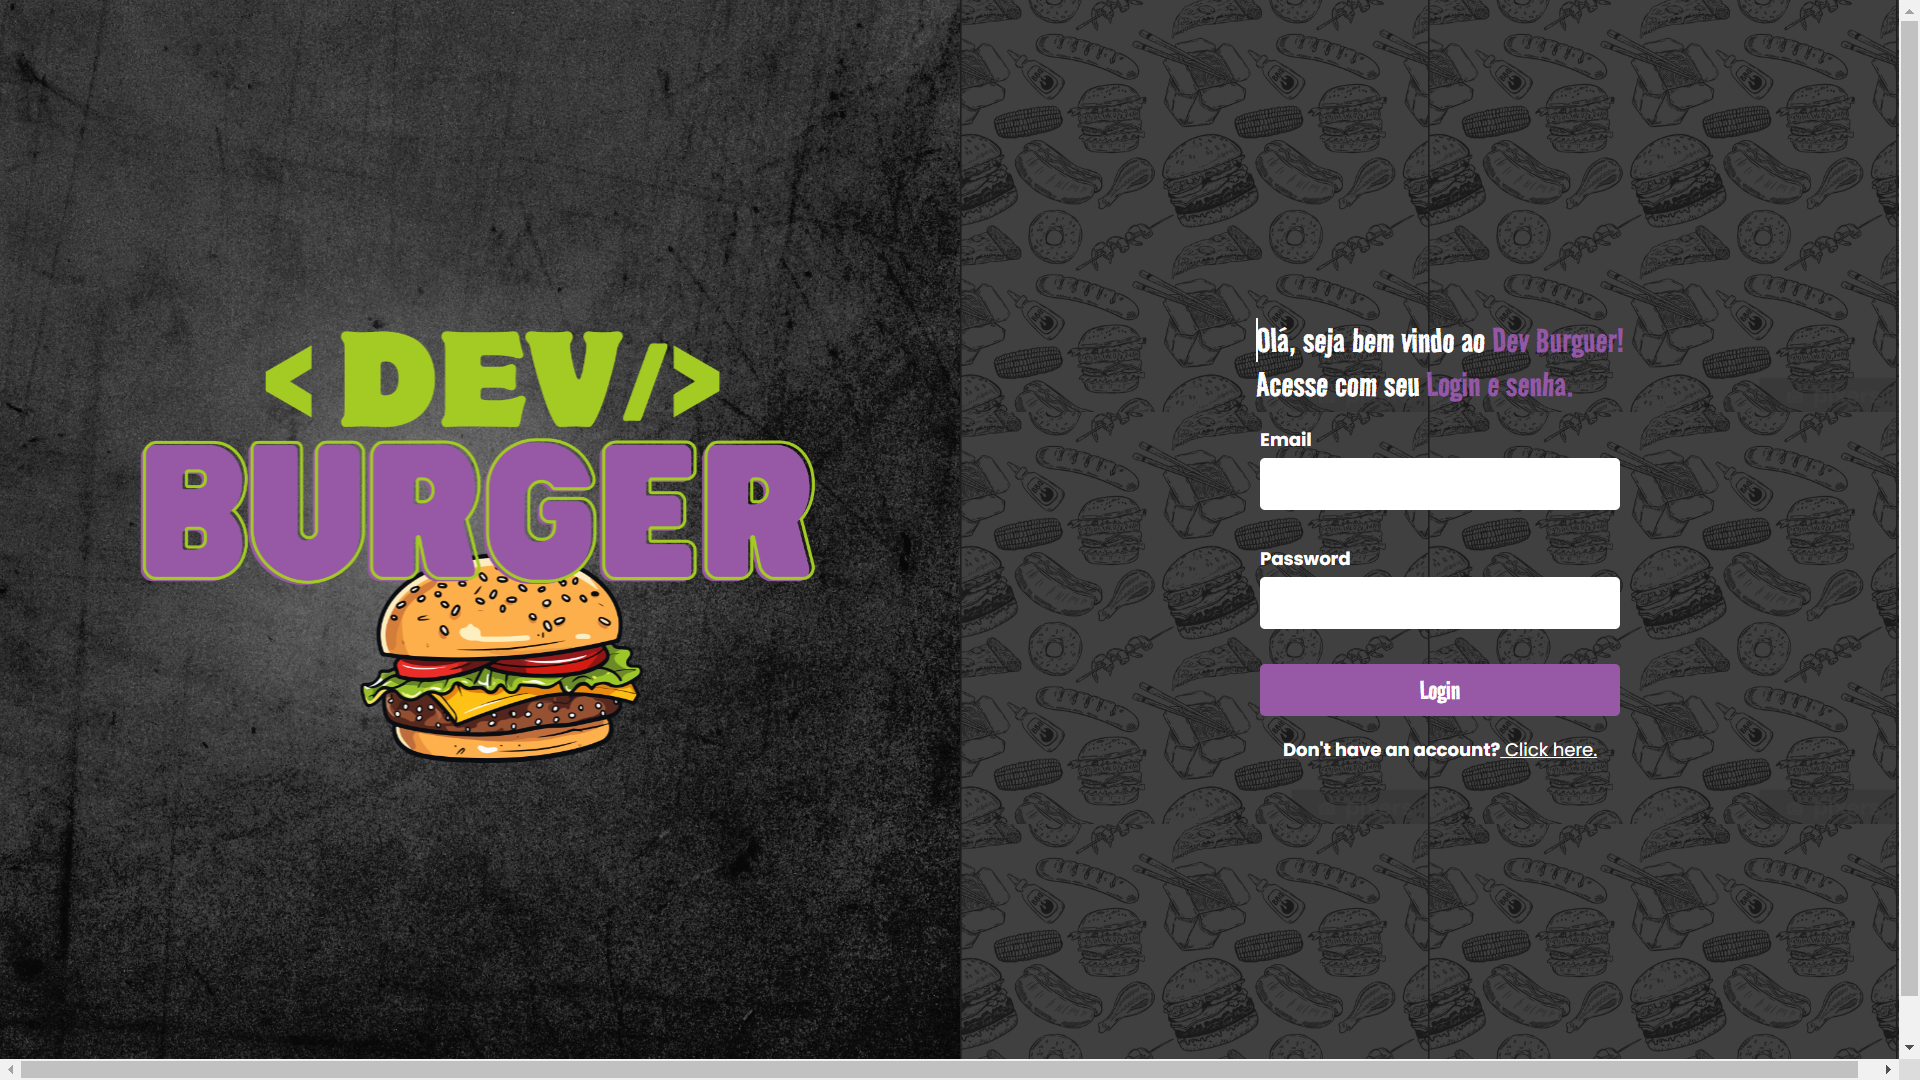 < DEV/>
BURGER
Olá, seja bem vindo ao Dev Burguer!
Acesse com seu Login e senha.
Email
Password
Login
Don't have an account? Click here.